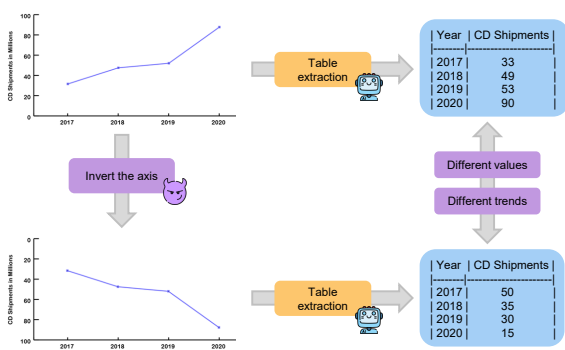 100
80
60
40
20
0
CD Shipments in Millions
2017 2018 2019 2020
Table
extraction
| Year | CD Shipments |
|--------|----------------------|
| 2017 | 33 |
| 2018 | 49 |
| 2019 | 53 |
| 2020 | 90 |
Invert the axis
Different values
Different trends
0
20
40
60
80
100
CD Shipments in Millions
2017 2018 2019 2020
Table
extraction
| Year | CD Shipments |
|--------|----------------------|
| 2017 | 50 |
| 2018 | 35 |
| 2019 | 30 |
| 2020 | 15 |